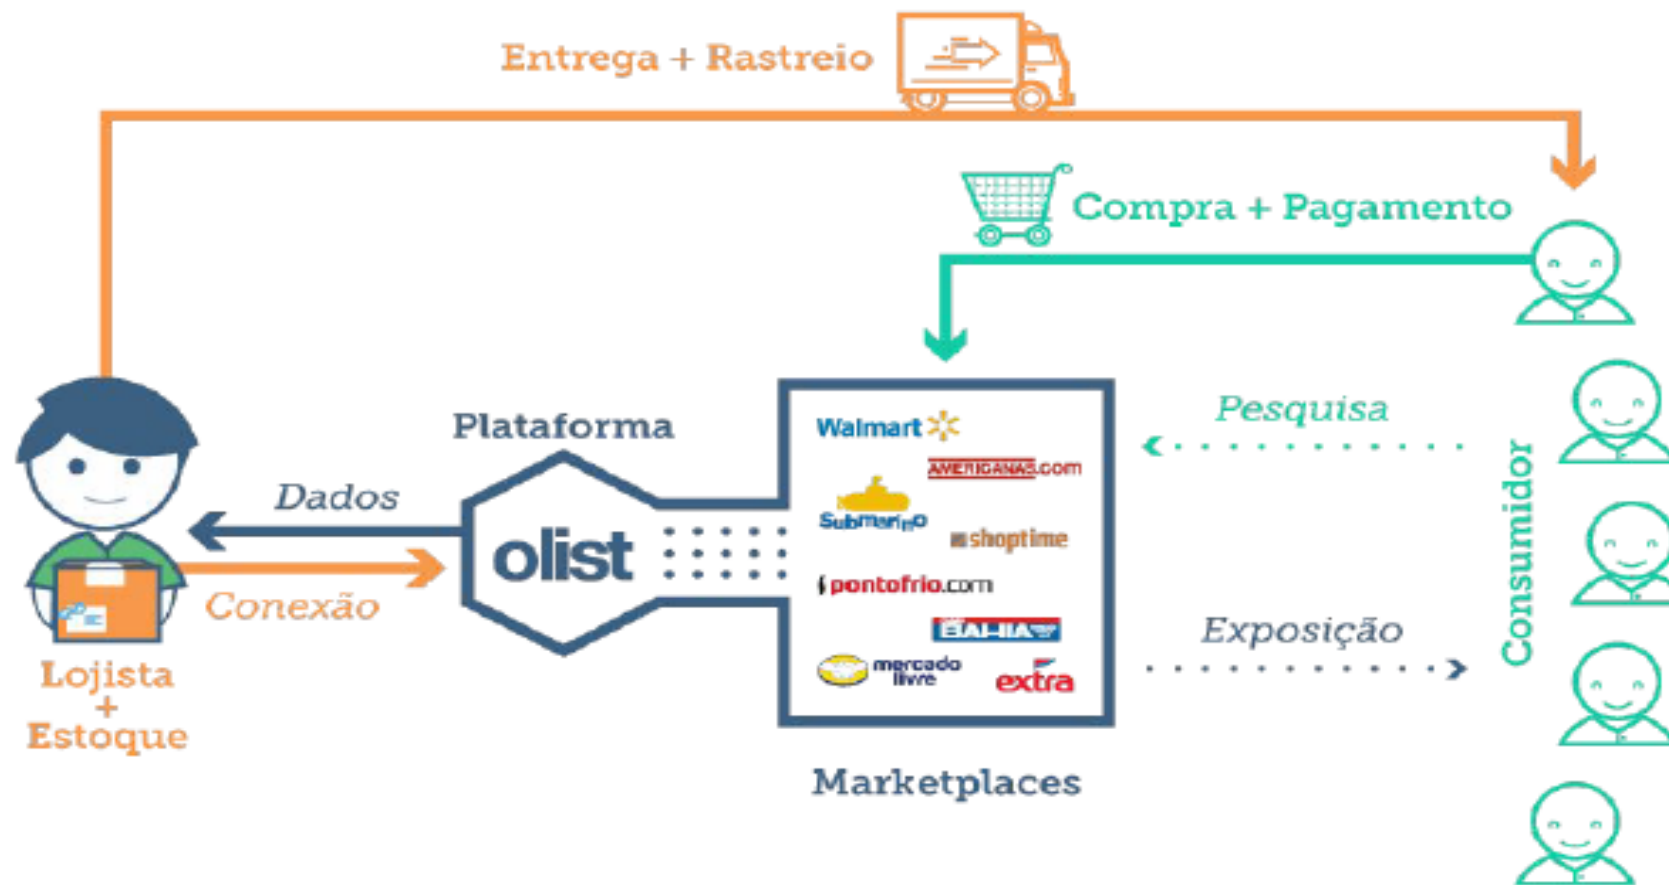 Entrega + Rastreio
Compra + Pagamento
Plataforma
Dados
olist
Conexão
Lojista
+
Estoque
Walmart
AMERICANAS.com
Submarino
shoptime
pontofrio.com
BAHIA
mercado
livre
extra
Marketplaces
Pesquisa
Exposição
Consumidor